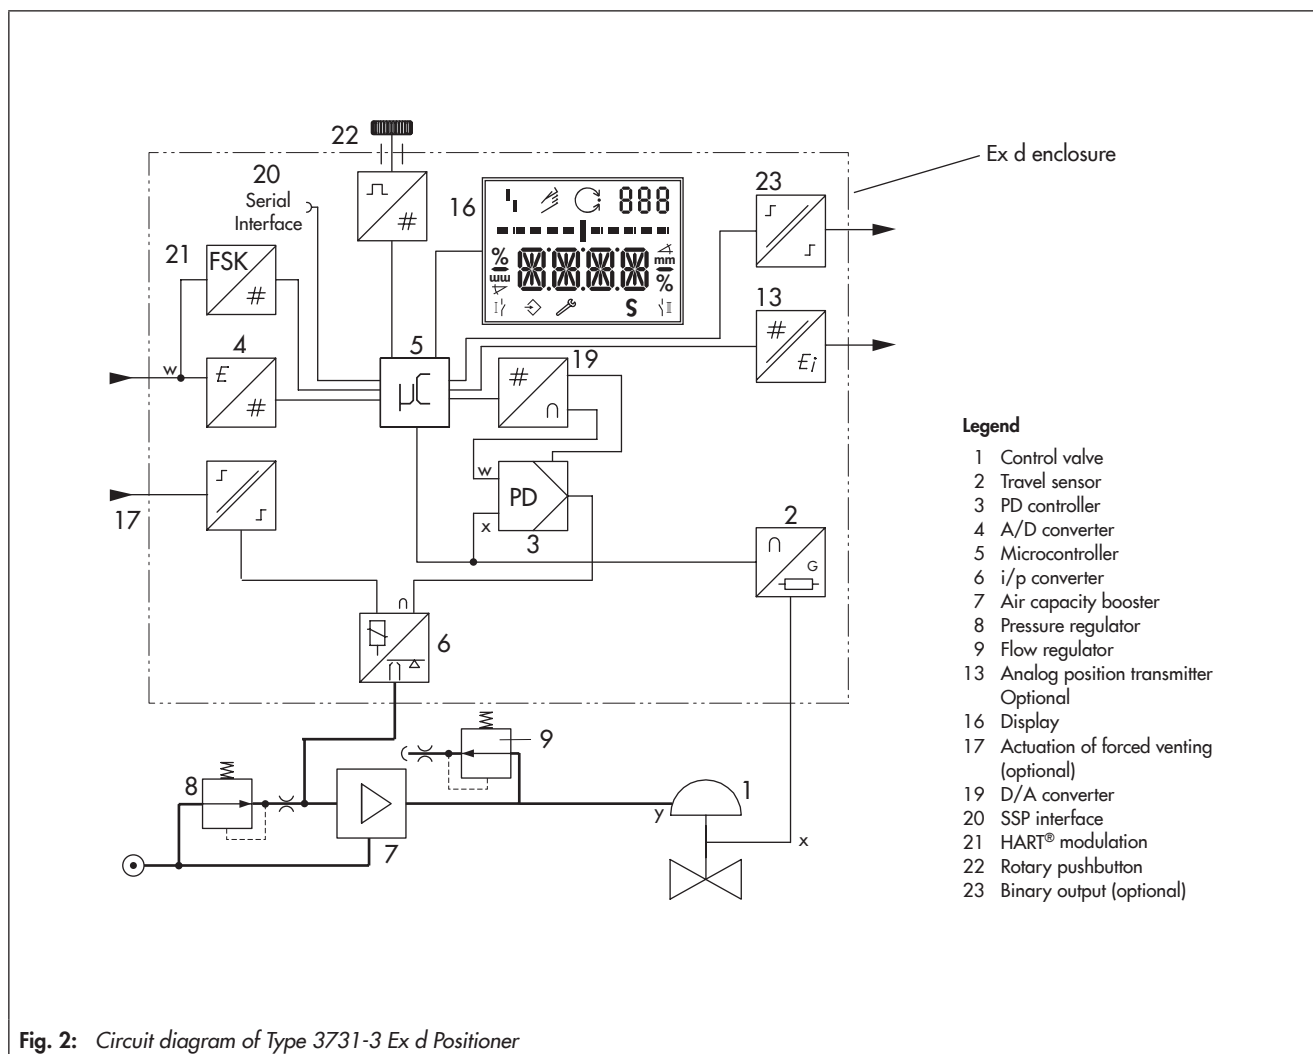 22
Ex d enclosure
20
Serial
Interface
16
888
%
mm
%
S
23
21
FSK
#
#
w
4
E
#
5
µC
19
#
∩
13
#
Ei
17
w
PD
x
3
2
∩
G
∩
6
8
7
9
1
y
x
Legend
1 Control valve
2 Travel sensor
3 PD controller
4 A/D converter
5 Microcontroller
6 i/p converter
7 Air capacity booster
8 Pressure regulator
9 Flow regulator
13 Analog position transmitter
Optional
16 Display
17 Actuation of forced venting
(optional)
19 D/A converter
20 SSP interface
21 HART® modulation
22 Rotary pushbutton
23 Binary output (optional)
Fig. 2: Circuit diagram of Type 3731-3 Ex d Positioner